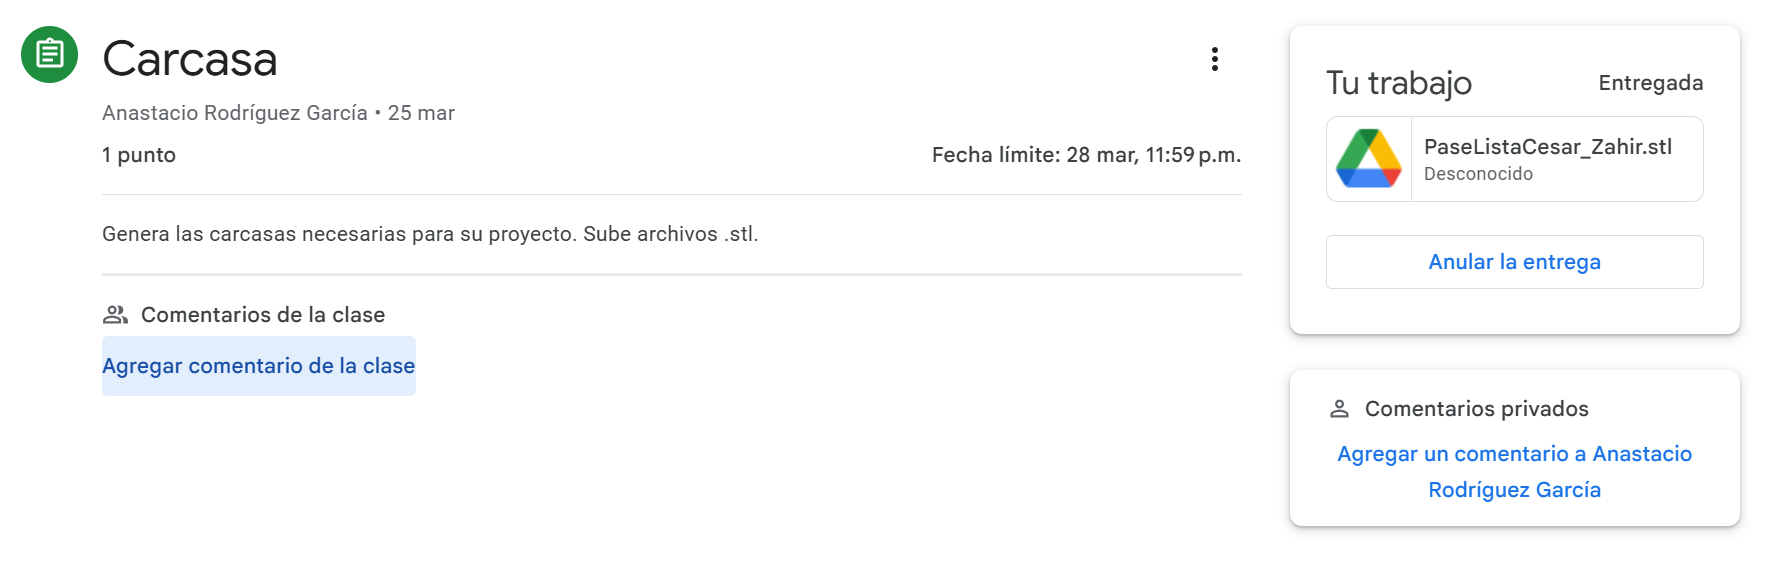 Carcasa
Anastacio Rodríguez García • 25 mar
1 punto
Fecha límite: 28 mar, 11:59 p.m.
Genera las carcasas necesarias para su proyecto. Sube archivos .stl.
Comentarios de la clase
Agregar comentario de la clase
Tu trabajo
Entregada
PaseListaCesar_Zahir.stl
Desconocido
Anular la entrega
Comentarios privados
Agregar un comentario a Anastacio
Rodríguez García